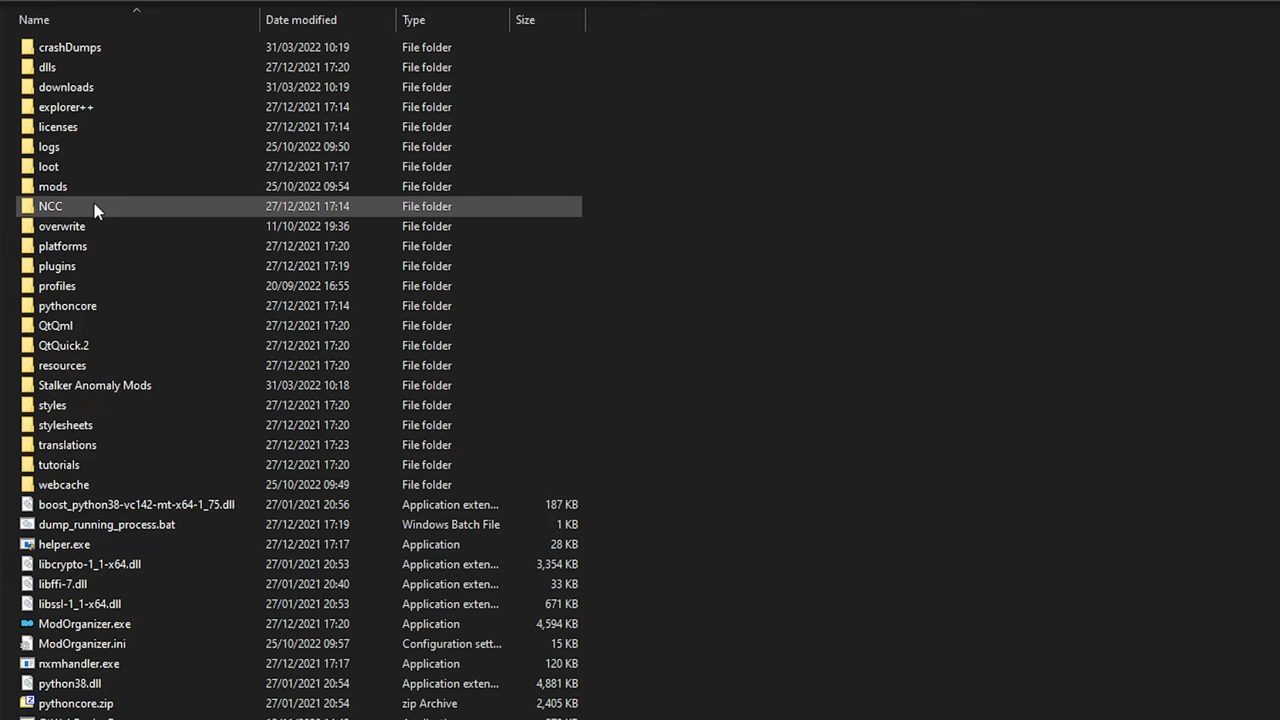 Name Date modified Type Size
crashDumps 31/03/2022 10:19 File folder
dlls 27/12/2021 17:20 File folder
downloads 31/03/2022 10:19 File folder
explorer++ 27/12/2021 17:14 File folder
licenses 27/12/2021 17:14 File folder
logs 25/10/2022 09:50 File folder
loot 27/12/2021 17:17 File folder
mods 25/10/2022 09:54 File folder
NCC 27/12/2021 17:14 File folder
overwrite 11/10/2022 19:36 File folder
platforms 27/12/2021 17:20 File folder
plugins 27/12/2021 17:19 File folder
profiles 20/09/2022 16:55 File folder
pythoncore 27/12/2021 17:14 File folder
QtQml 27/12/2021 17:20 File folder
QtQuick.2 27/12/2021 17:20 File folder
resources 27/12/2021 17:20 File folder
Stalker Anomaly Mods 31/03/2022 10:18 File folder
styles 27/12/2021 17:20 File folder
stylesheets 27/12/2021 17:20 File folder
translations 27/12/2021 17:23 File folder
tutorials 27/12/2021 17:20 File folder
webcache 25/10/2022 09:49 File folder
boost_python38-vc142-mt-x64-1_75.dll 27/01/2021 20:56 Application exten... 187 KB
dump_running_process.bat 27/12/2021 17:19 Windows Batch File 1 KB
helper.exe 27/12/2021 17:17 Application 28 KB
libcrypto-1_1-x64.dll 27/01/2021 20:53 Application exten... 3,354 KB
libffi-7.dll 27/01/2021 20:40 Application exten... 33 KB
libssl-1_1-x64.dll 27/01/2021 20:53 Application exten... 671 KB
ModOrganizer.exe 27/12/2021 17:20 Application 4,594 KB
ModOrganizer.ini 25/10/2022 09:57 Configuration sett... 15 KB
nxmhandler.exe 27/12/2021 17:17 Application 120 KB
python38.dll 27/01/2021 20:54 Application exten... 4,881 KB
pythoncore.zip 27/01/2021 20:54 zip Archive 2,405 KB